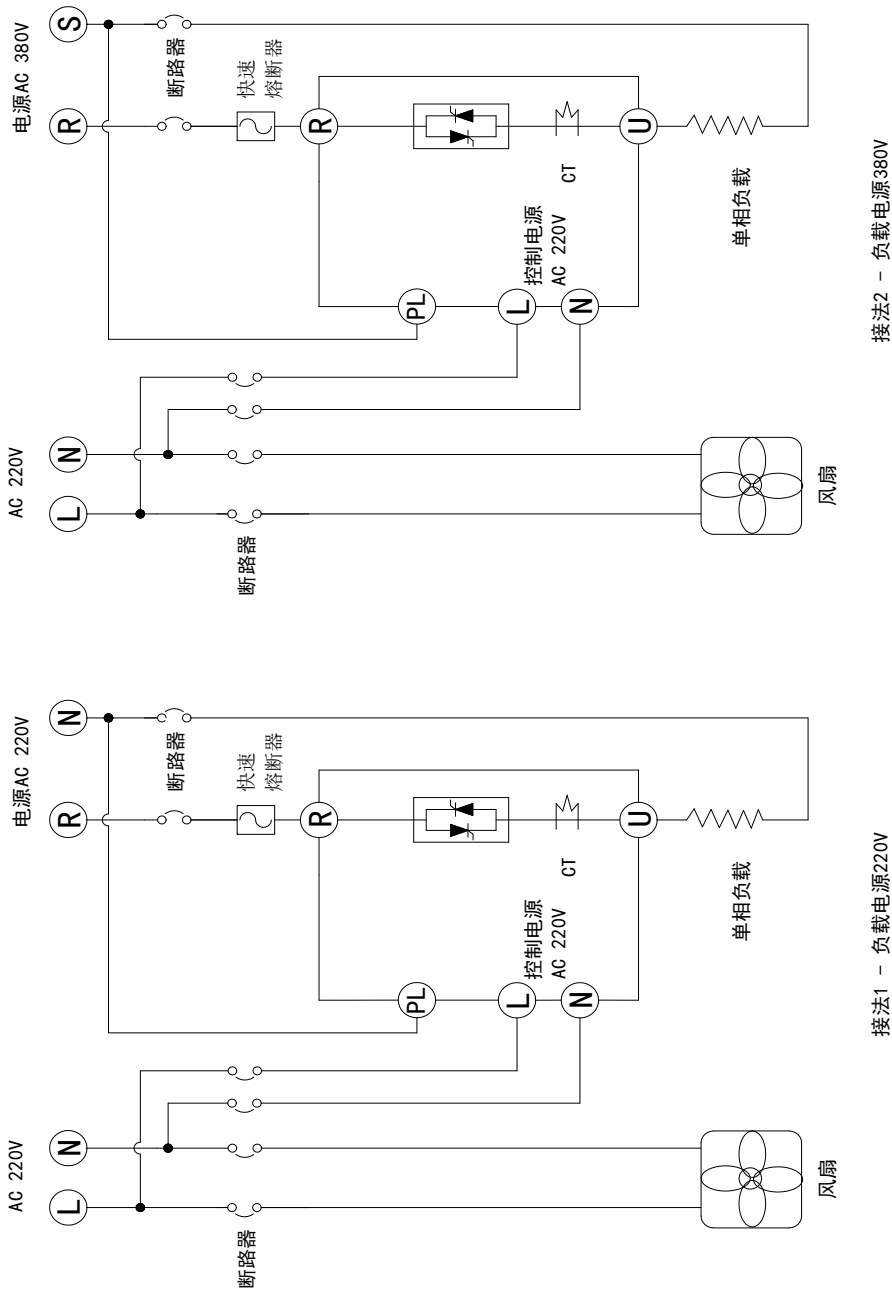 AC 220V
L
N
电源AC 220V
R
N
断路器
断路器
快速
熔断器
R
PL
L
N
控制电源
AC 220V
CT
U
单相负载
风扇
接法1 - 负载电源220V
AC 220V
L
N
电源AC 380V
R
S
断路器
断路器
快速
熔断器
R
PL
L
N
控制电源
AC 220V
CT
U
单相负载
风扇
接法2 - 负载电源380V